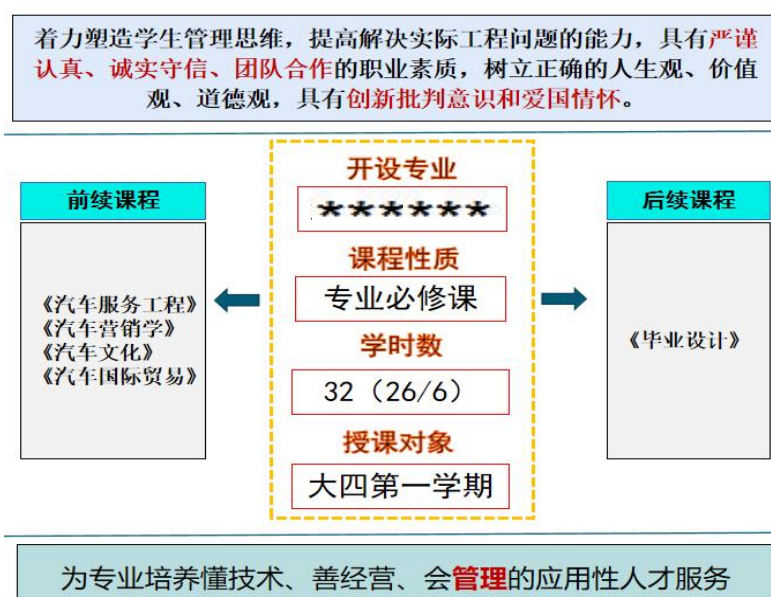 着力塑造学生管理思维，提高解决实际工程问题的能力，具有严谨
认真、诚实守信、团队合作的职业素质，树立正确的人生观、价值
观、道德观，具有创新批判意识和爱国情怀。
前续课程
《汽车服务工程》
《汽车营销学》
《汽车文化》
《汽车国际贸易》
开设专业
******
课程性质
专业必修课
学时数
32（26/6）
授课对象
大四第一学期
后续课程
《毕业设计》
为专业培养懂技术、善经营、会管理的应用性人才服务